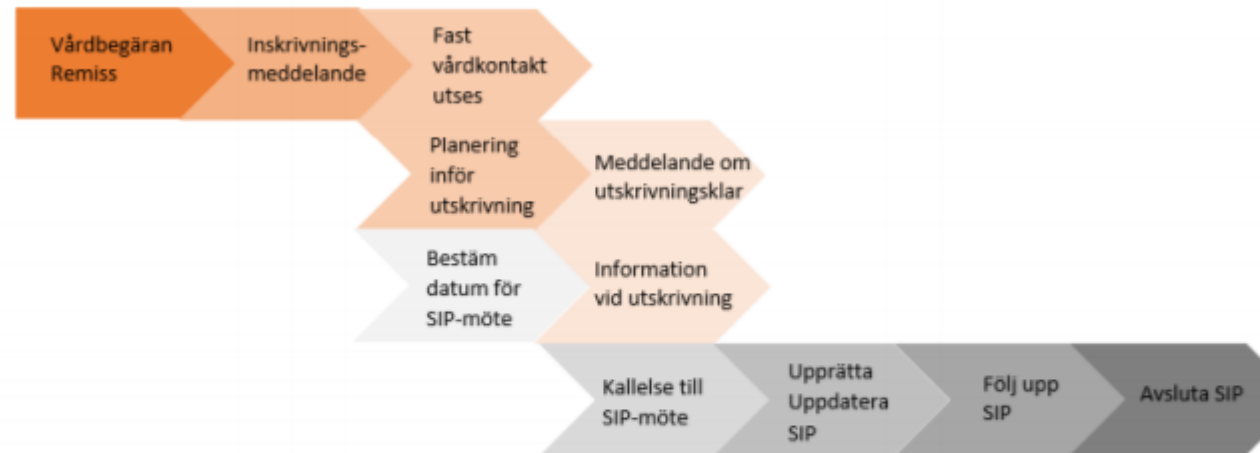 Vårdbegäran
Remiss
Inskrivnings-
meddelande
Fast
vårdkontakt
utses
Planering
inför
utskrivning
Meddelande om
utskrivningsklar
Bestäm
datum för
SIP-möte
Information
vid utskrivning
Kallelse till
SIP-möte
Upprätta
Uppdatera
SIP
Följ upp
SIP
Avsluta SIP